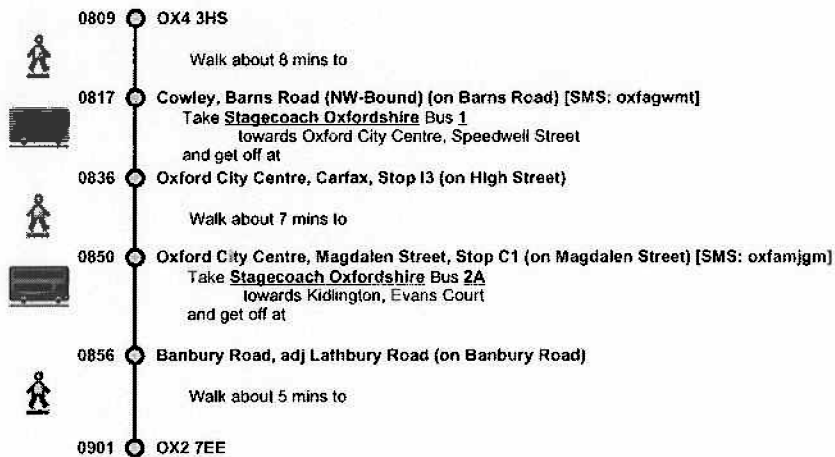 0809 OX4 3HS
Walk about 8 mins to
0817 Cowley, Barns Road (NW-Bound) (on Barns Road) [SMS: oxfagwmt]
Take Stagecoach Oxfordshire Bus 1
towards Oxford City Centre, Speedwell Street
and get off at
0836 Oxford City Centre, Carfax, Stop I3 (on High Street)
Walk about 7 mins to
0850 Oxford City Centre, Magdalen Street, Stop C1 (on Magdalen Street) [SMS: oxfamjgm]
Take Stagecoach Oxfordshire Bus 2A
towards Kidlington, Evans Court
and get off at
0856 Banbury Road, adj Lathbury Road (on Banbury Road)
Walk about 5 mins to
0901 OX2 7EE